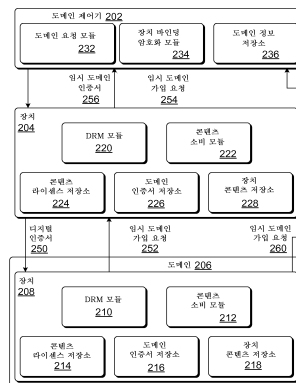 도메인 제어기 202
도메인 요청 모듈
232
장치 바인딩
암호화 모듈
234
도메인 정보
저장소
236
임시 도메인
인증서
256
임시 도메인
가입 요청
254
장치
204
DRM 모듈
220
콘텐츠
소비 모듈
222
콘텐츠
라이센스 저장소
224
도메인
인증서 저장소
226
장치
콘텐츠 저장소
228
디지털
인증서
250
임시 도메인
가입 요청
252
임시 도메인
가입 요청
260
도메인 206
장치
208
DRM 모듈
210
콘텐츠
소비 모듈
212
콘텐츠
라이센스 저장소
214
도메인
인증서 저장소
216
장치
콘텐츠 저장소
218